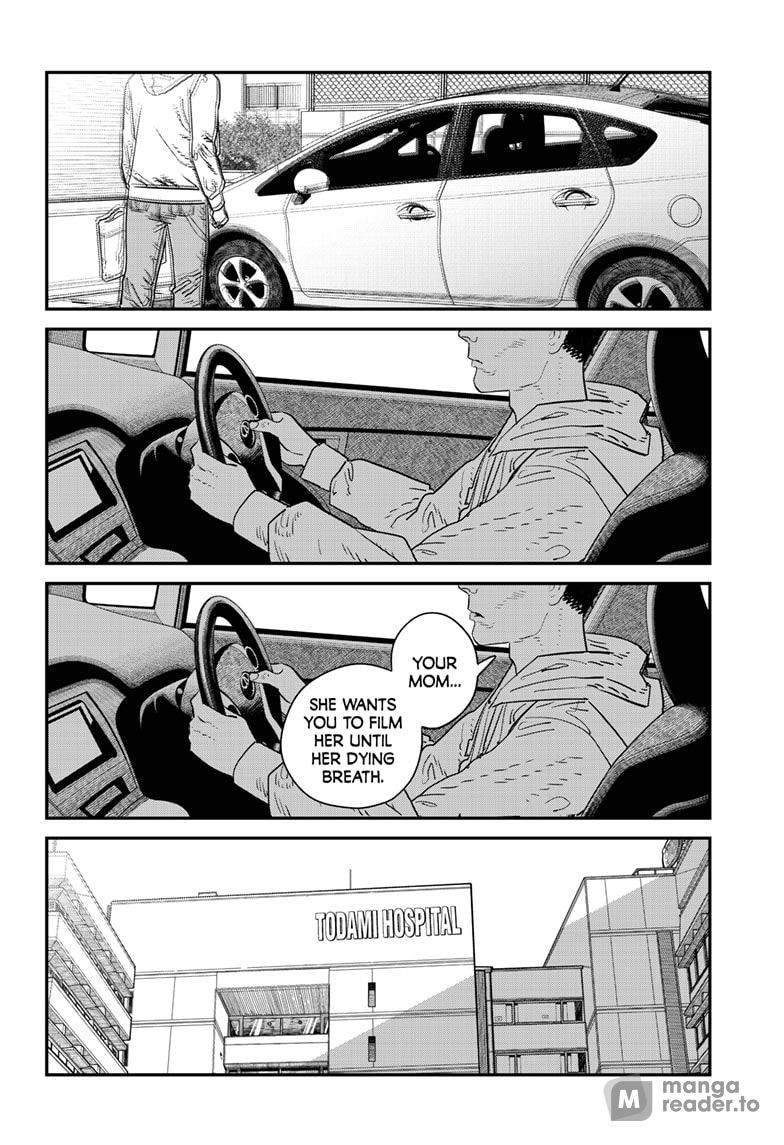 YOUR
MOM...
SHE WANTS
YOU TO FILM
HER UNTIL
HER DYING
BREATH.
TODAMI HOSPITAL
M
manga
reader.to